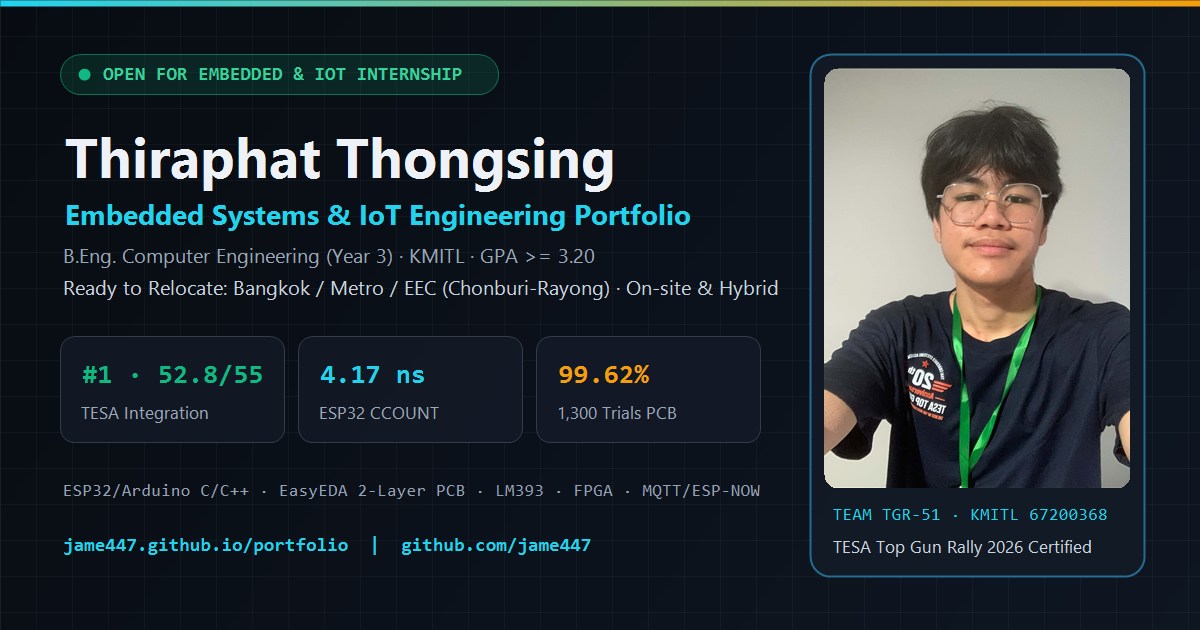 OPEN FOR EMBEDDED & IOT INTERNSHIP
Thiraphat Thongsing
Embedded Systems & IoT Engineering Portfolio
B.Eng. Computer Engineering (Year 3) · KMITL · GPA >= 3.20
Ready to Relocate: Bangkok / Metro / EEC (Chonburi-Rayong) · On-site & Hybrid
#1 · 52.8/55
TESA Integration
4.17 ns
ESP32 CCOUNT
99.62%
1,300 Trials PCB
ESP32/Arduino C/C++ · EasyEDA 2-Layer PCB · LM393 · FPGA · MQTT/ESP-NOW
jame447.github.io/portfolio | github.com/jame447
20th
TESA TOP
TEAM TGR-51 · KMITL 67200368
TESA Top Gun Rally 2026 Certified